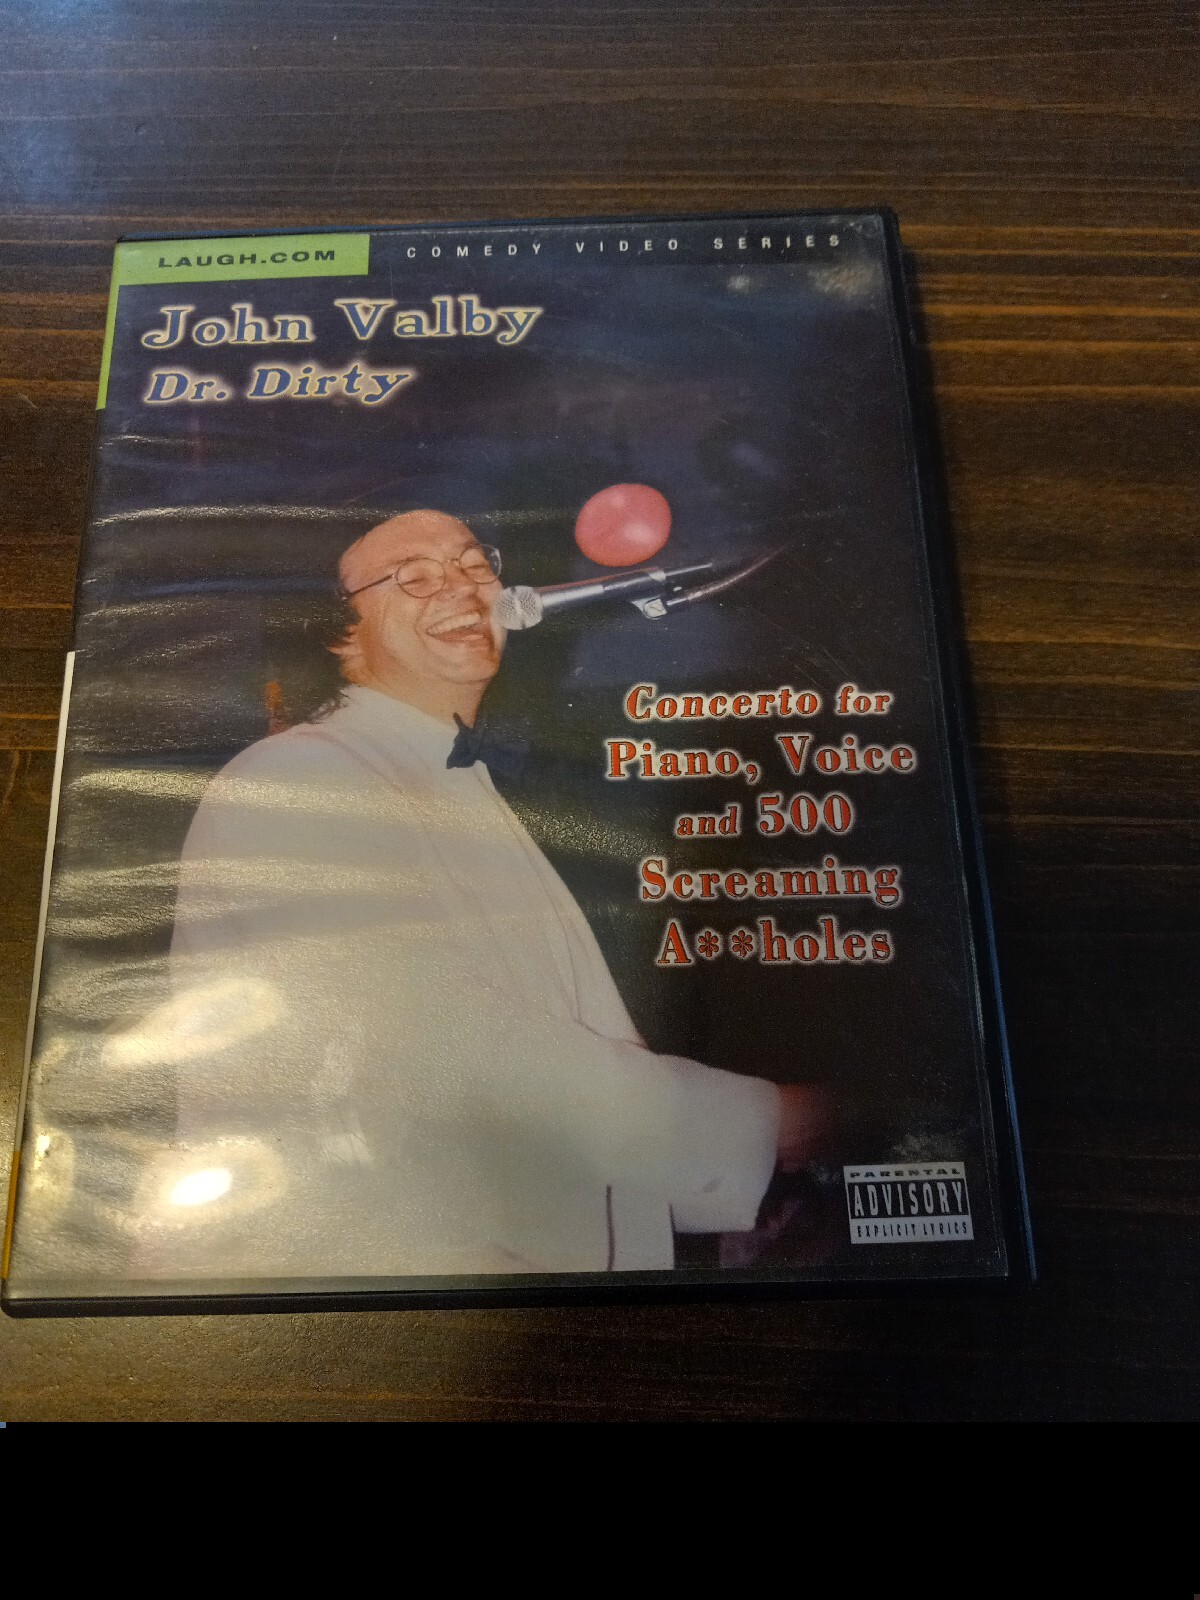 LAUGH.COM COMEDY VIDEO SERIES
John Valby
Dr. Dirty
Concerto for
Piano, Voice
and 500
Screaming
A**holes
PARENTAL
ADVISORY
EXPLICIT LYRICS